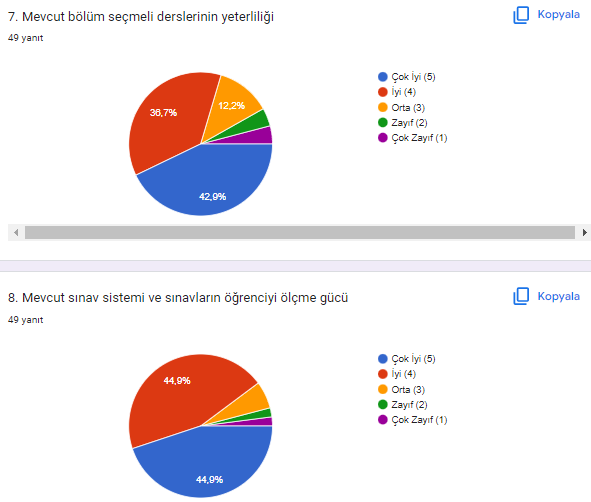 7. Mevcut bölüm seçmeli derslerinin yeterliliği
Kopyala
49 yanıt
Çok İyi (5)
İyi (4)
Orta (3)
Zayıf (2)
Çok Zayıf (1)
36,7%
12,2%
42,9%
8. Mevcut sınav sistemi ve sınavların öğrenciyi ölçme gücü
Kopyala
49 yanıt
Çok İyi (5)
İyi (4)
Orta (3)
Zayıf (2)
Çok Zayıf (1)
44,9%
44,9%